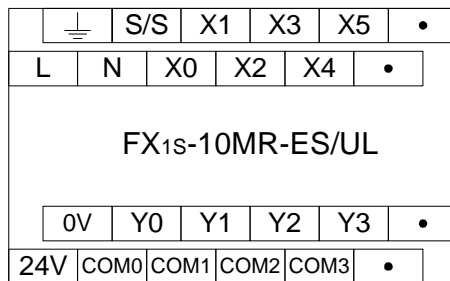 ⏚ S/S X1 X3 X5 •
L N X0 X2 X4 •
FX1S-10MR-ES/UL
0V Y0 Y1 Y2 Y3 •
24V COM0 COM1 COM2 COM3 •